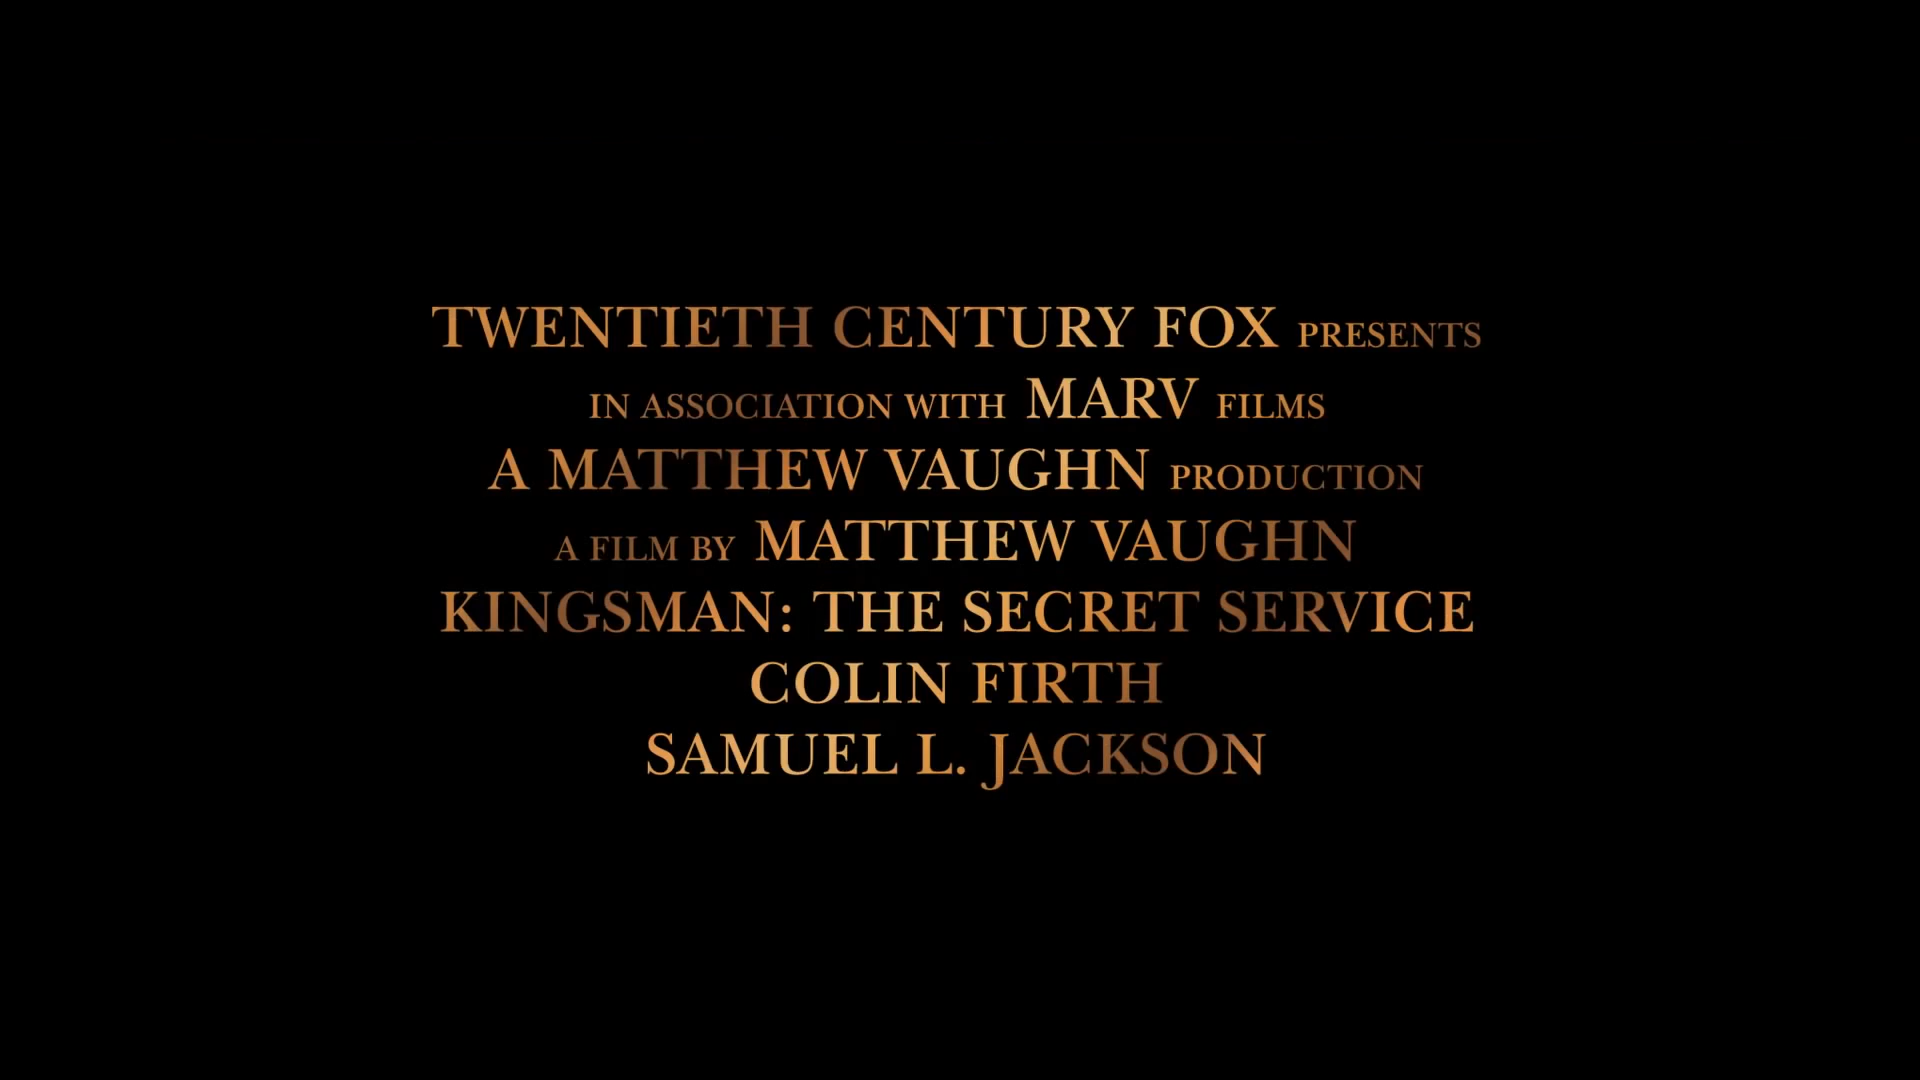 TWENTIETH CENTURY FOX PRESENTS
IN ASSOCIATION WITH MARV FILMS
A MATTHEW VAUGHN PRODUCTION
A FILM BY MATTHEW VAUGHN
KINGSMAN: THE SECRET SERVICE
COLIN FIRTH
SAMUEL L. JACKSON